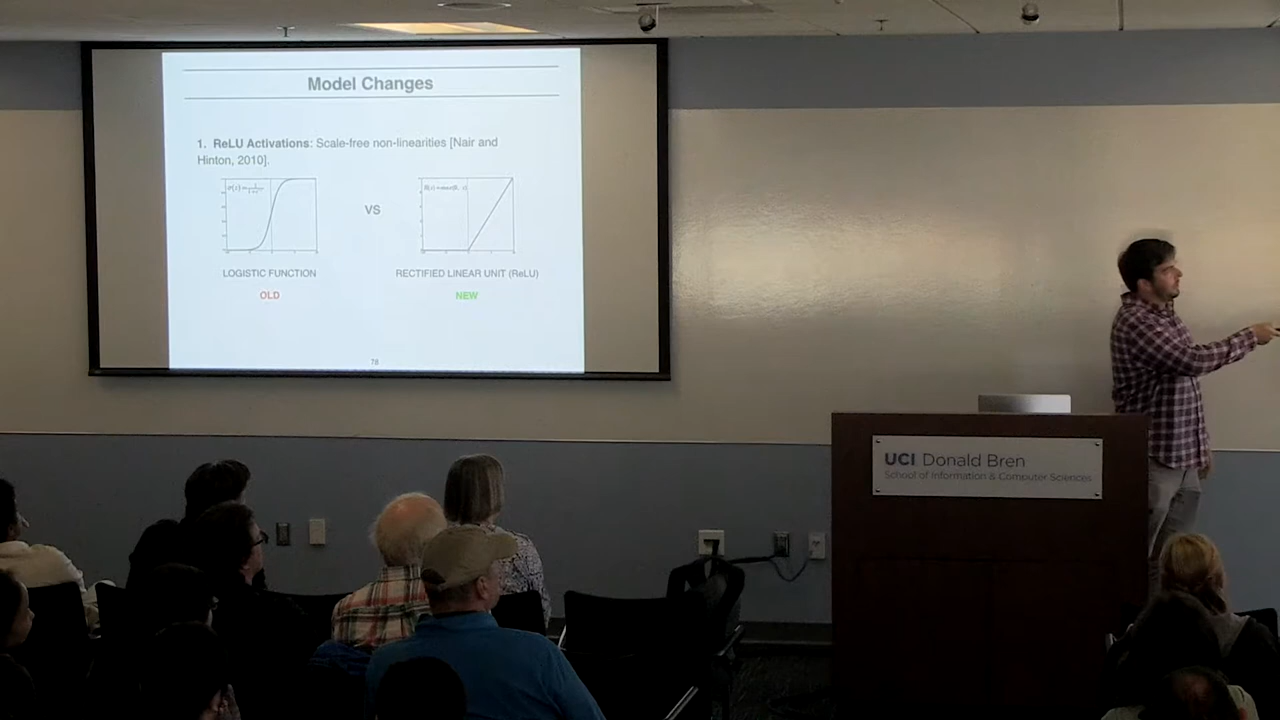 Model Changes
1. ReLU Activations: Scale-free non-linearities [Nair and
Hinton, 2010].
VS
LOGISTIC FUNCTION
RECTIFIED LINEAR UNIT (ReLU)
OLD
NEW
78
UCI Donald Bren
School of Information & Computer Sciences